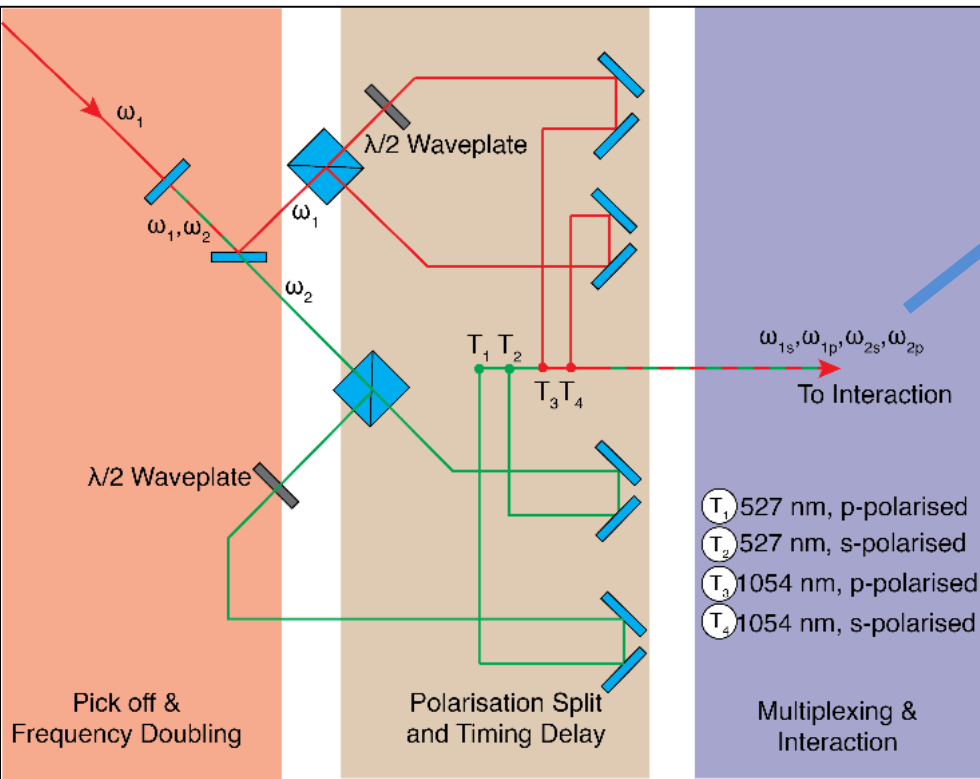 ω₁
λ/2 Waveplate
ω₁,ω₂
ω₁
ω₂
T₁ T₂
T₃ T₄
ω₁ₛ,ω₁ₚ,ω₂ₛ,ω₂ₚ
To Interaction
λ/2 Waveplate
T₁ 527 nm, p-polarised
T₂ 527 nm, s-polarised
T₃ 1054 nm, p-polarised
T₄ 1054 nm, s-polarised
Pick off &
Frequency Doubling
Polarisation Split
and Timing Delay
Multiplexing &
Interaction